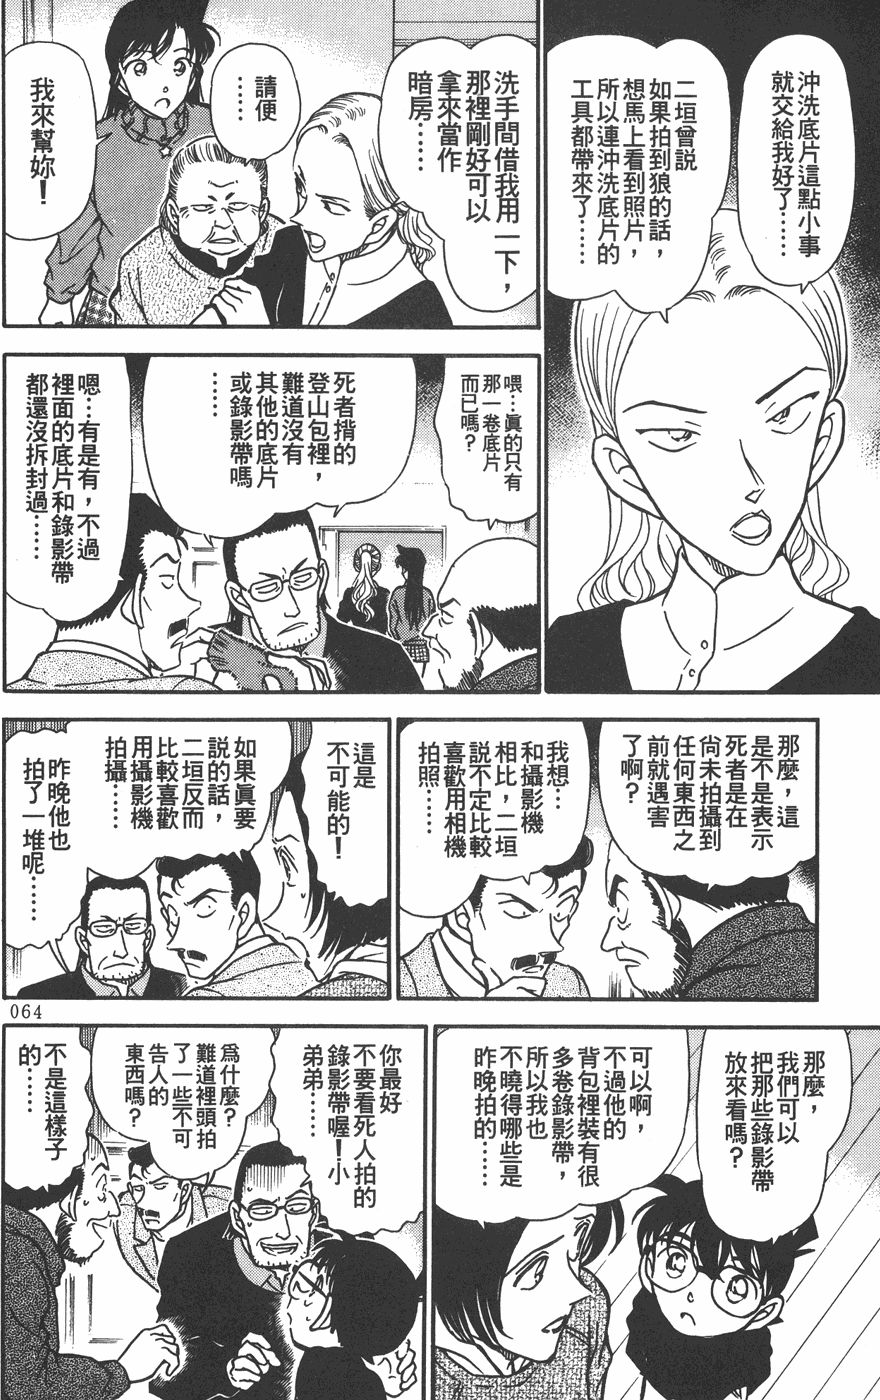 沖洗底片這點小事
就交給我好了……
二垣曾說
如果拍到狼的話，
想馬上看到照片，
所以連沖洗底片的
工具都帶來了……
洗手間借我用一下，
那裡剛好可以
拿來當作
暗房……
請便
……
我來幫妳！
喂…真的只有
那一卷底片
而已嗎？
死者揹的
登山包裡，
難道沒有
其他的底片
或錄影帶嗎
……
嗯…有是有，不過
裡面的底片和錄影帶
都還沒拆封過……
那麼，這
是不是表示
死者是在
尚未拍攝到
任何東西之
前就遇害
了啊？
我想…
和攝影機
相比，二垣
說不定比較
喜歡用相機
拍照……
這是
不可能的！
如果真要
說的話，
二垣反而
比較喜歡
用攝影機
拍攝……
昨晚他也
拍了一堆呢……
064
那麼，
我們可以
把那些錄影帶
放來看嗎？
可以啊，
不過他的
背包裡裝有很
多卷錄影帶，
所以我也
不曉得哪些是
昨晚拍的……
你最好
不要看死人拍的
錄影帶喔！小
弟弟……
為什麼？
難道裡頭拍
了一些不可
告人的
東西嗎？
不是這樣子
的……